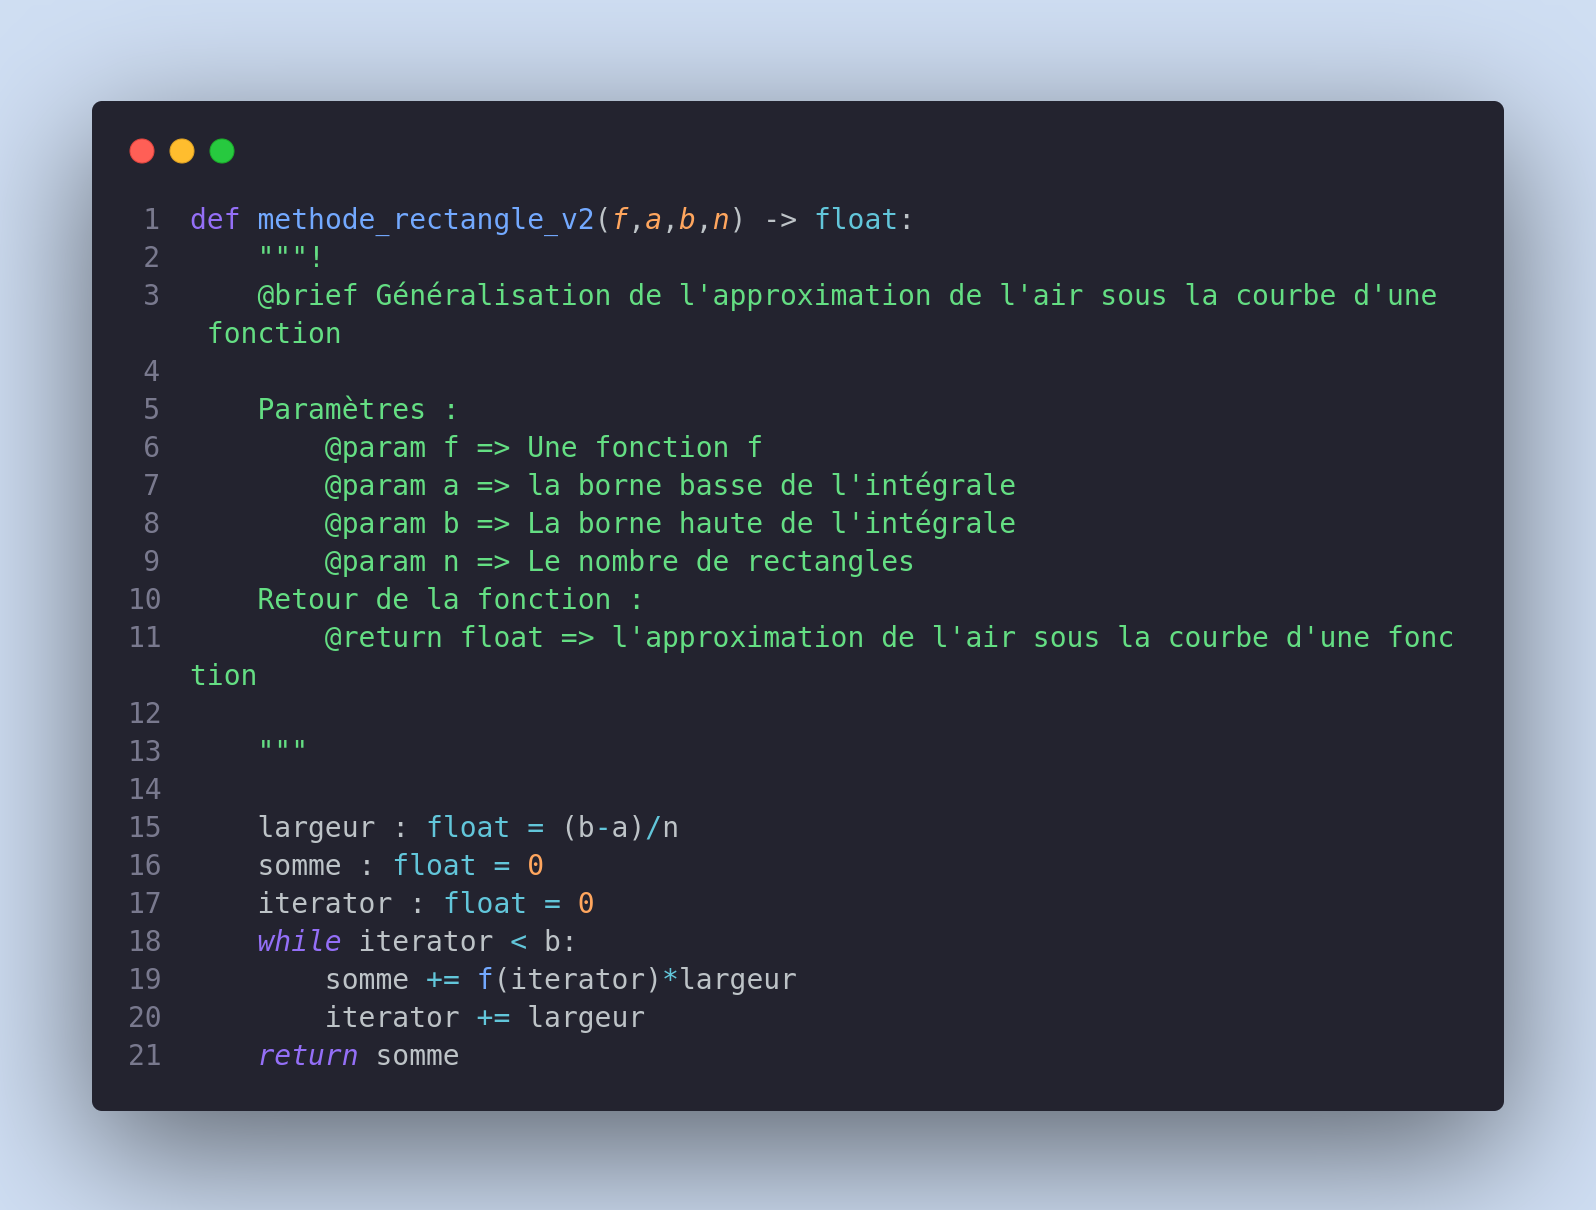 1 def methode_rectangle_v2(f,a,b,n) -> float:
2     """!
3     @brief Généralisation de l'approximation de l'air sous la courbe d'une
 fonction
4
5     Paramètres :
6         @param f => Une fonction f
7         @param a => la borne basse de l'intégrale
8         @param b => La borne haute de l'intégrale
9         @param n => Le nombre de rectangles
10     Retour de la fonction :
11         @return float => l'approximation de l'air sous la courbe d'une fonc
tion
12
13     """
14
15     largeur : float = (b-a)/n
16     somme : float = 0
17     iterator : float = 0
18     while iterator < b:
19         somme += f(iterator)*largeur
20         iterator += largeur
21     return somme